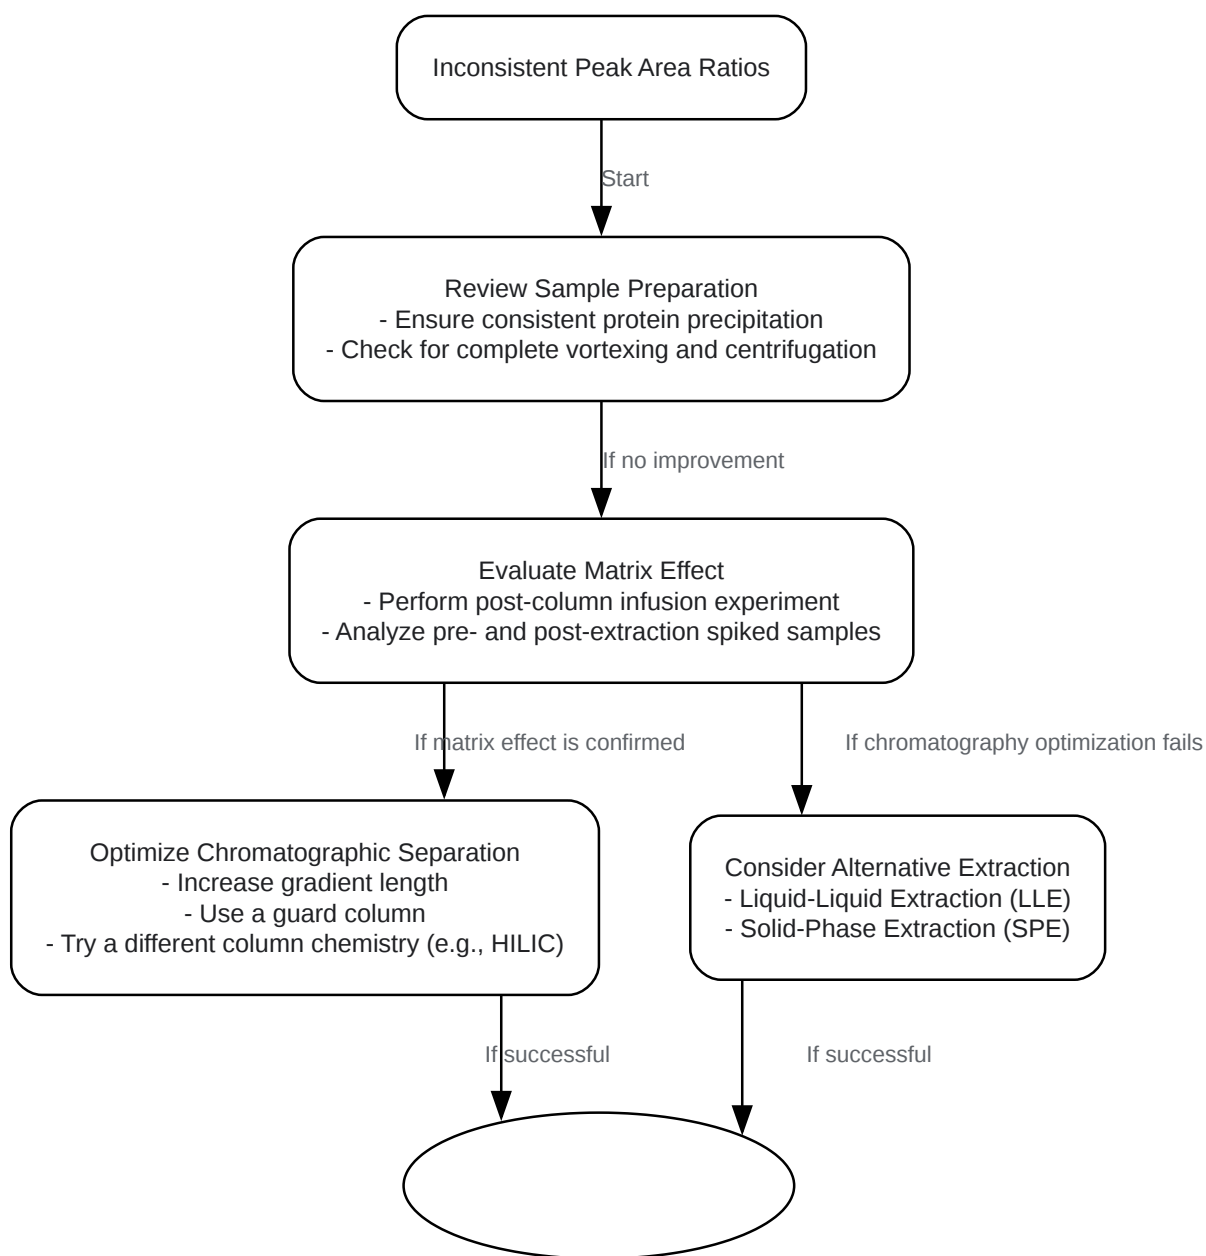 Inconsistent Peak Area Ratios
Start
Review Sample Preparation
- Ensure consistent protein precipitation
- Check for complete vortexing and centrifugation
If no improvement
Evaluate Matrix Effect
- Perform post-column infusion experiment
- Analyze pre- and post-extraction spiked samples
If matrix effect is confirmed
If chromatography optimization fails
Optimize Chromatographic Separation
- Increase gradient length
- Use a guard column
- Try a different column chemistry (e.g., HILIC)
Consider Alternative Extraction
- Liquid-Liquid Extraction (LLE)
- Solid-Phase Extraction (SPE)
If successful
If successful